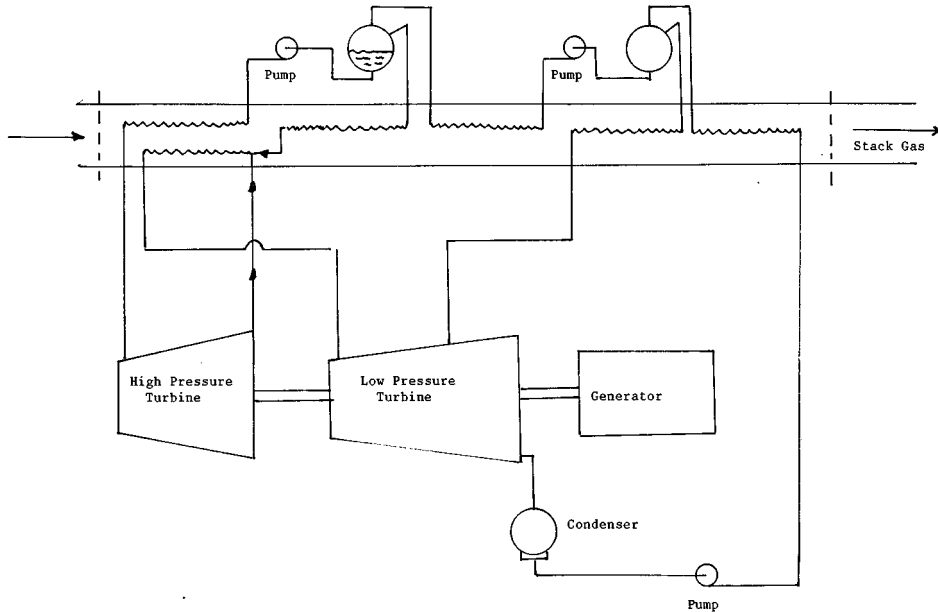 Pump
Pump
Stack Gas
High Pressure
Turbine
Low Pressure
Turbine
Generator
Condenser
Pump